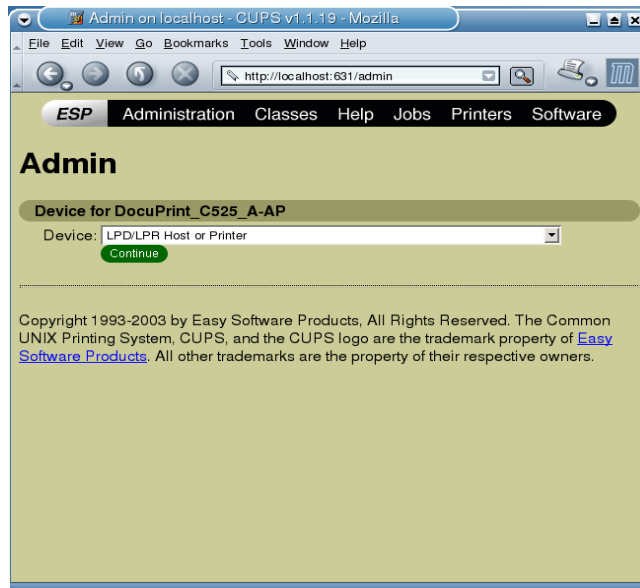 Admin on localhost - CUPS v1.1.19 - Mozilla
File Edit View Go Bookmarks Tools Window Help
http://localhost:631/admin
ESP Administration Classes Help Jobs Printers Software
Admin
Device for DocuPrint_C525_A-AP
Device: LPD/LPR Host or Printer
Continue
Copyright 1993-2003 by Easy Software Products, All Rights Reserved. The Common
UNIX Printing System, CUPS, and the CUPS logo are the trademark property of Easy
Software Products. All other trademarks are the property of their respective owners.